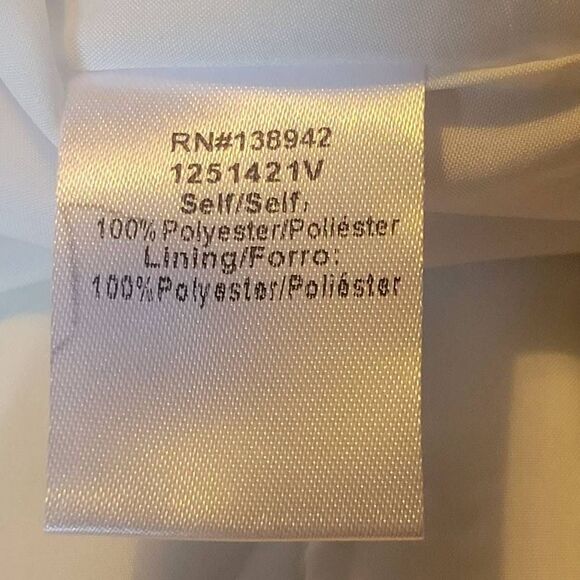 RN#138942
1251421V
Self/Self:
100% Polyester/Poliéster
Lining/Forro:
100%Polyester/Poliéster